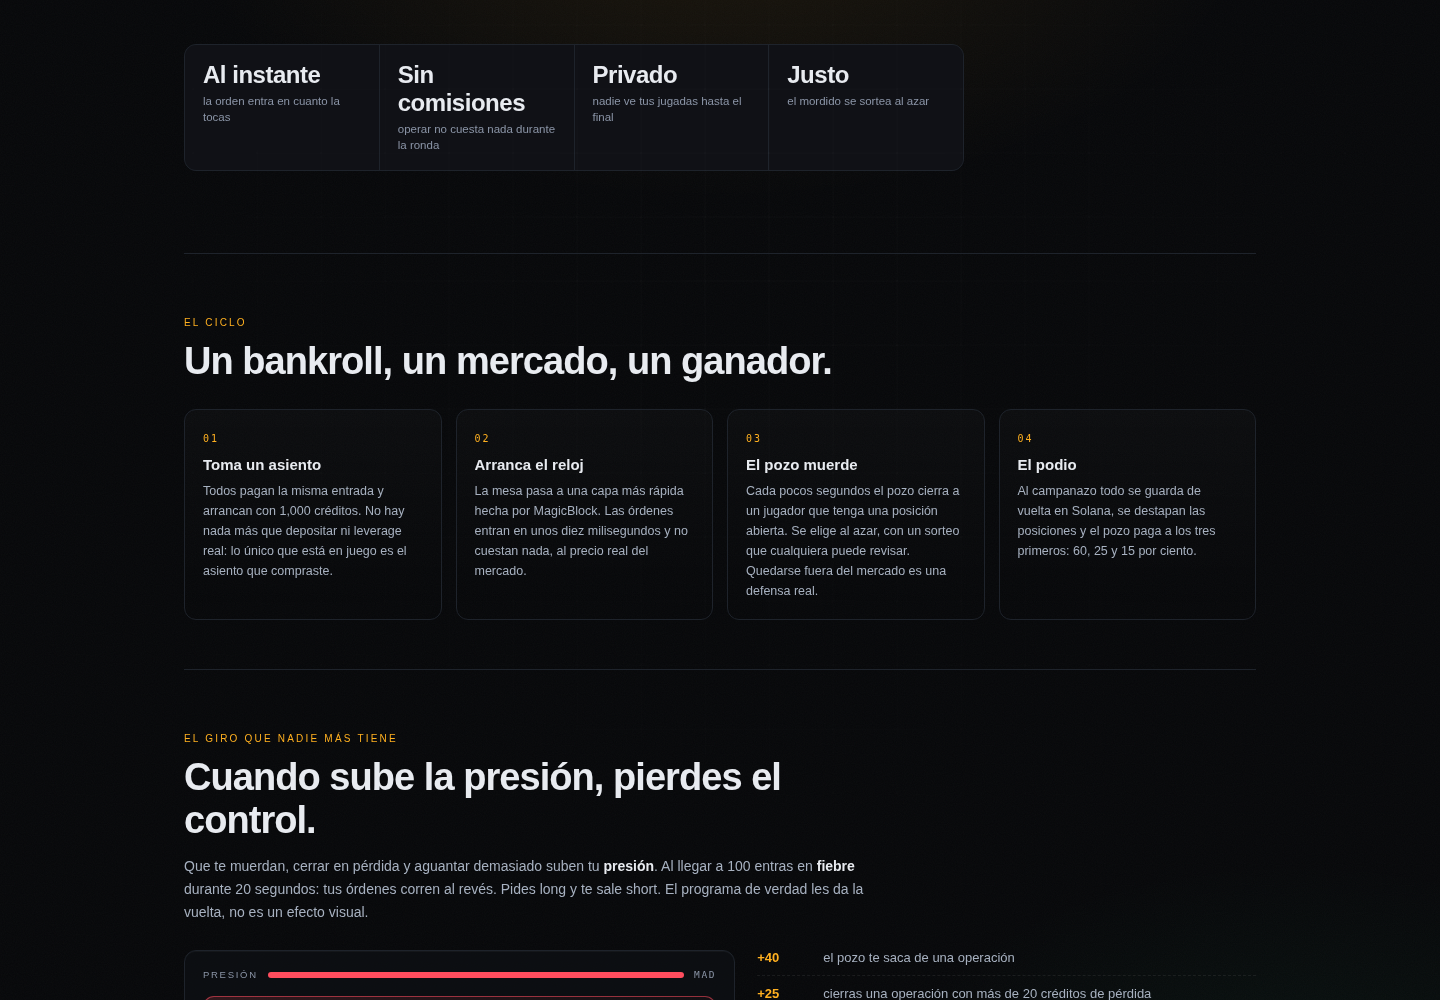 Al instante
la orden entra en cuanto la
tocas
Sin
comisiones
operar no cuesta nada durante
la ronda
Privado
nadie ve tus jugadas hasta el
final
Justo
el mordido se sortea al azar
EL CICLO
Un bankroll, un mercado, un ganador.
01
Toma un asiento
Todos pagan la misma entrada y
arrancan con 1,000 créditos. No hay
nada más que depositar ni leverage
real: lo único que está en juego es el
asiento que compraste.
02
Arranca el reloj
La mesa pasa a una capa más rápida
hecha por MagicBlock. Las órdenes
entran en unos diez milisegundos y no
cuestan nada, al precio real del
mercado.
03
El pozo muerde
Cada pocos segundos el pozo cierra a
un jugador que tenga una posición
abierta. Se elige al azar, con un sorteo
que cualquiera puede revisar.
Quedarse fuera del mercado es una
defensa real.
04
El podio
Al campanazo todo se guarda de
vuelta en Solana, se destapan las
posiciones y el pozo paga a los tres
primeros: 60, 25 y 15 por ciento.
EL GIRO QUE NADIE MÁS TIENE
Cuando sube la presión, pierdes el
control.
Que te muerdan, cerrar en pérdida y aguantar demasiado suben tu presión. Al llegar a 100 entras en fiebre
durante 20 segundos: tus órdenes corren al revés. Pides long y te sale short. El programa de verdad les da la
vuelta, no es un efecto visual.
PRESIÓN MAD
+40 el pozo te saca de una operación
+25 cierras una operación con más de 20 créditos de pérdida